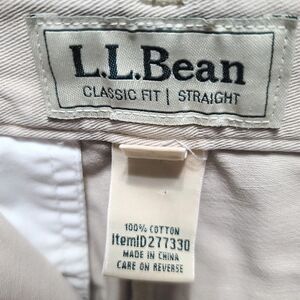 L.L.Bean
CLASSIC FIT | STRAIGHT
100% COTTON
ItemID277330
MADE IN CHINA
CARE ON REVERSE